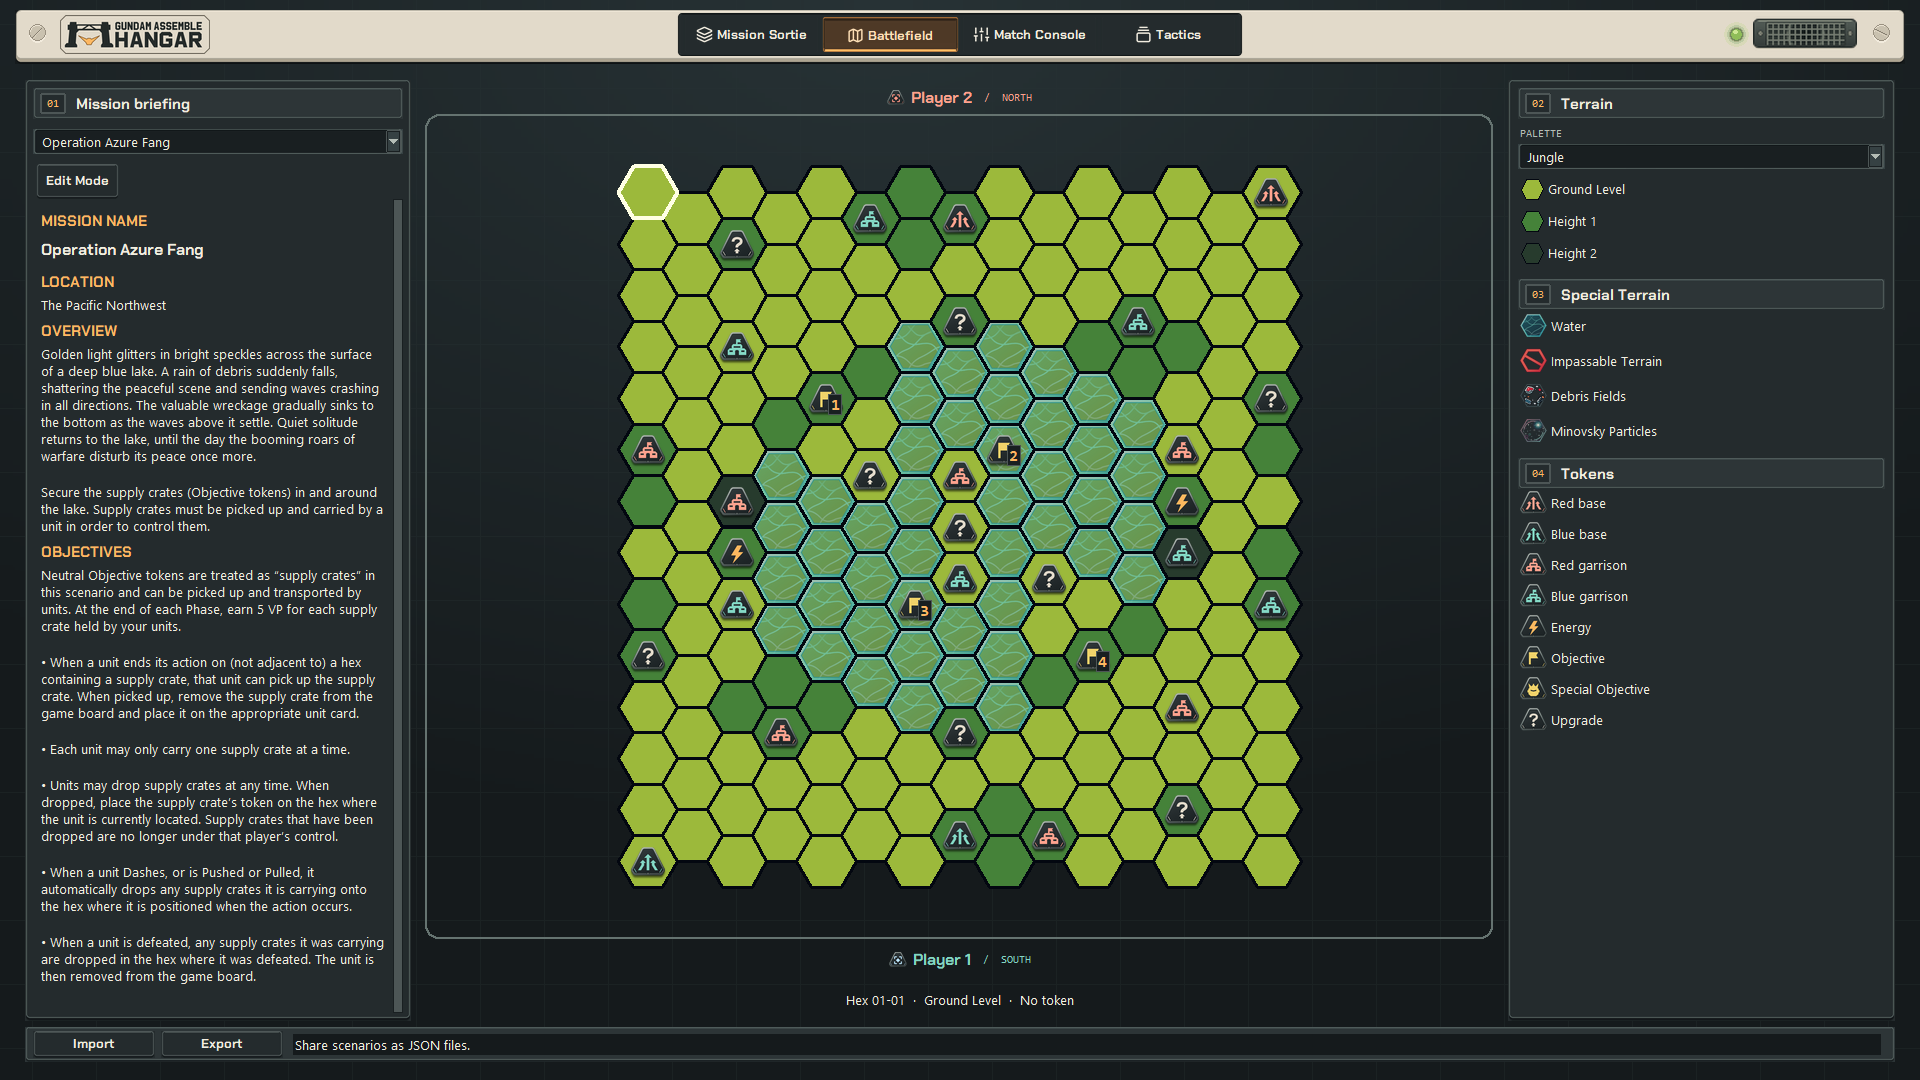 GUNDAM ASSEMBLE
HANGAR
Mission Sortie
Battlefield
Match Console
Tactics
01 Mission briefing
Operation Azure Fang
Edit Mode
MISSION NAME
Operation Azure Fang
LOCATION
The Pacific Northwest
OVERVIEW
Golden light glitters in bright speckles across the surface
of a deep blue lake. A rain of debris suddenly falls,
shattering the peaceful scene and sending waves crashing
in all directions. The valuable wreckage gradually sinks to
the bottom as the waves above it settle. Quiet solitude
returns to the lake, until the day the booming roars of
warfare disturb its peace once more.
Secure the supply crates (Objective tokens) in and around
the lake. Supply crates must be picked up and carried by a
unit in order to control them.
OBJECTIVES
Neutral Objective tokens are treated as “supply crates” in
this scenario and can be picked up and transported by
units. At the end of each Phase, earn 5 VP for each supply
crate held by your units.
• When a unit ends its action on (not adjacent to) a hex
containing a supply crate, that unit can pick up the supply
crate. When picked up, remove the supply crate from the
game board and place it on the appropriate unit card.
• Each unit may only carry one supply crate at a time.
• Units may drop supply crates at any time. When
dropped, place the supply crate’s token on the hex where
the unit is currently located. Supply crates that have been
dropped are no longer under that player’s control.
• When a unit Dashes, or is Pushed or Pulled, it
automatically drops any supply crates it is carrying onto
the hex where it is positioned when the action occurs.
• When a unit is defeated, any supply crates it was carrying
are dropped in the hex where it was defeated. The unit is
then removed from the game board.
Player 2 / NORTH
?
?
?
1
?
2
?
?
?
3
?
4
?
?
Player 1 / SOUTH
Hex 01-01 · Ground Level · No token
02 Terrain
PALETTE
Jungle
Ground Level
Height 1
Height 2
03 Special Terrain
Water
Impassable Terrain
Debris Fields
Minovsky Particles
04 Tokens
Red base
Blue base
Red garrison
Blue garrison
Energy
Objective
Special Objective
? Upgrade
Import
Export
Share scenarios as JSON files.